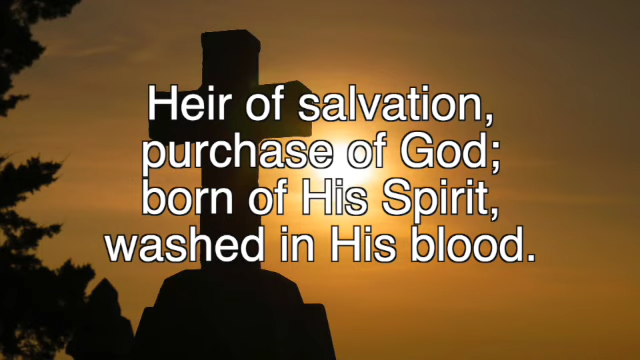 Heir of salvation,
purchase of God;
born of His Spirit,
washed in His blood.